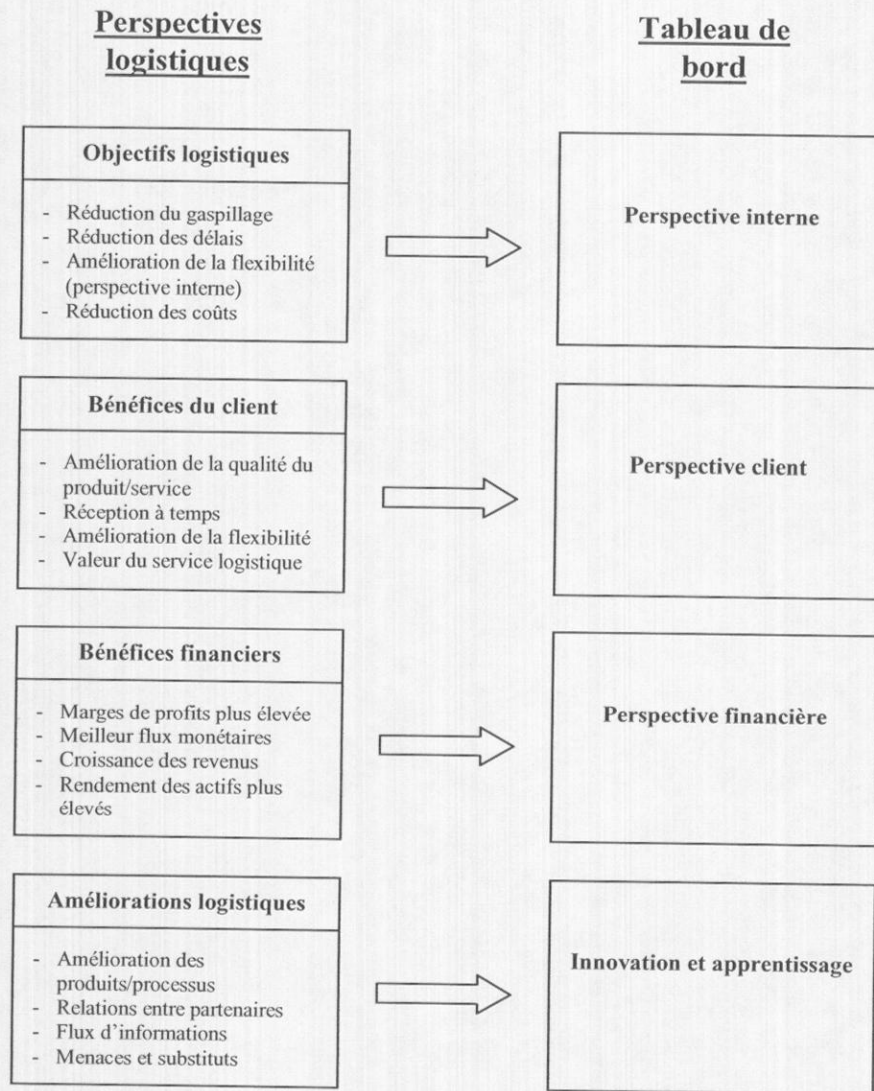 Perspectives
logistiques
Tableau de
bord
Objectifs logistiques
- Réduction du gaspillage
- Réduction des délais
- Amélioration de la flexibilité
(perspective interne)
- Réduction des coûts
Perspective interne
Bénéfices du client
- Amélioration de la qualité du
produit/service
- Réception à temps
- Amélioration de la flexibilité
- Valeur du service logistique
Perspective client
Bénéfices financiers
- Marges de profits plus élevée
- Meilleur flux monétaires
- Croissance des revenus
- Rendement des actifs plus
élevés
Perspective financière
Améliorations logistiques
- Amélioration des
produits/processus
- Relations entre partenaires
- Flux d'informations
- Menaces et substituts
Innovation et apprentissage